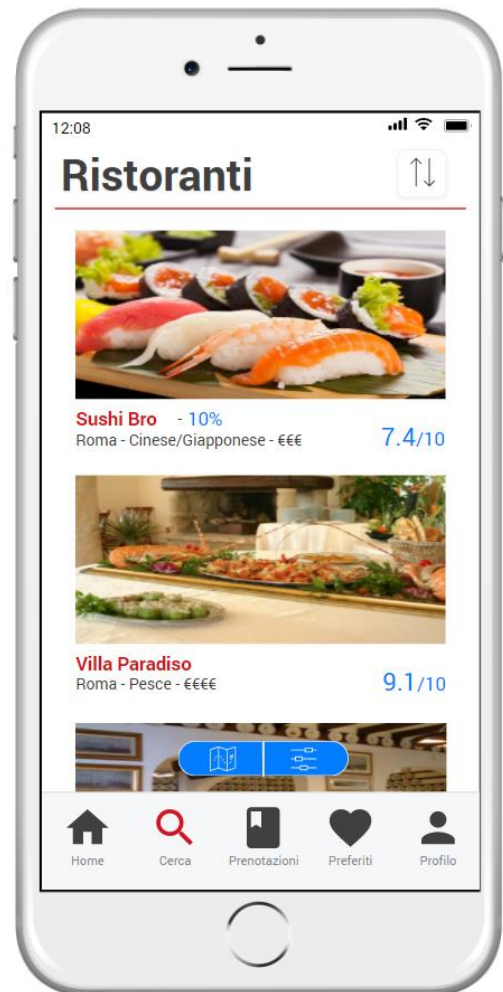 12:08
Ristoranti
Sushi Bro - 10%
Roma - Cinese/Giapponese - €€€
7.4/10
Villa Paradiso
Roma - Pesce - €€€€
9.1/10
Home Cerca Prenotazioni Preferiti Profilo